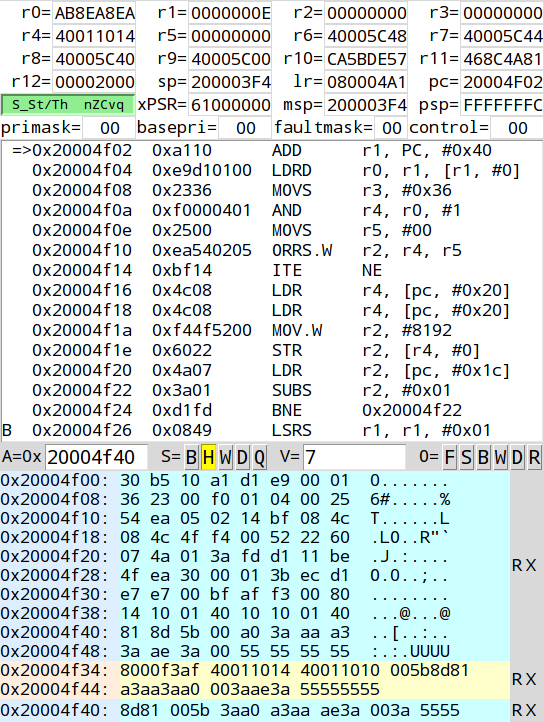 r0= AB8EA8EA r1= 0000000E r2= 00000000 r3= 00000000
r4= 40011014 r5= 00000000 r6= 40005C48 r7= 40005C44
r8= 40005C40 r9= 40005C00 r10= CA5BDE57 r11= 468C4A81
r12= 00002000 sp= 200003F4 lr= 080004A1 pc= 20004F02
S_St/Th nZCvq xPSR= 61000000 msp= 200003F4 psp= FFFFFFFC
primask= 00 basepri= 00 faultmask= 00 control= 00
=>0x20004f02 0xa110 ADD r1, PC, #0x40
0x20004f04 0xe9d10100 LDRD r0, r1, [r1, #0]
0x20004f08 0x2336 MOVS r3, #0x36
0x20004f0a 0xf0000401 AND r4, r0, #1
0x20004f0e 0x2500 MOVS r5, #00
0x20004f10 0xea540205 ORRS.W r2, r4, r5
0x20004f14 0xbf14 ITE NE
0x20004f16 0x4c08 LDR r4, [pc, #0x20]
0x20004f18 0x4c08 LDR r4, [pc, #0x20]
0x20004f1a 0xf44f5200 MOV.W r2, #8192
0x20004f1e 0x6022 STR r2, [r4, #0]
0x20004f20 0x4a07 LDR r2, [pc, #0x1c]
0x20004f22 0x3a01 SUBS r2, #0x01
0x20004f24 0xd1fd BNE 0x20004f22
B 0x20004f26 0x0849 LSRS r1, r1, #0x01
A=0x 20004f40 S= B H W D Q V= 7 O= F S B W D R
0x20004f00: 30 b5 10 a1 d1 e9 00 01 0.......
0x20004f08: 36 23 00 f0 01 04 00 25 6#.....%
0x20004f10: 54 ea 05 02 14 bf 08 4c T......L
0x20004f18: 08 4c 4f f4 00 52 22 60 .LO..R"`
0x20004f20: 07 4a 01 3a fd d1 11 be .J.:....
0x20004f28: 4f ea 30 00 01 3b ec d1 O.0..;..
0x20004f30: e7 e7 00 bf af f3 00 80 ........
0x20004f38: 14 10 01 40 10 10 01 40 ...@...@
0x20004f40: 81 8d 5b 00 a0 3a aa a3 ..[..:..
0x20004f48: 3a ae 3a 00 55 55 55 55 :.:.UUUU
RX
0x20004f34: 8000f3af 40011014 40011010 005b8d81
0x20004f44: a3aa3aa0 003aae3a 55555555
RX
0x20004f40: 8d81 005b 3aa0 a3aa ae3a 003a 5555
RX